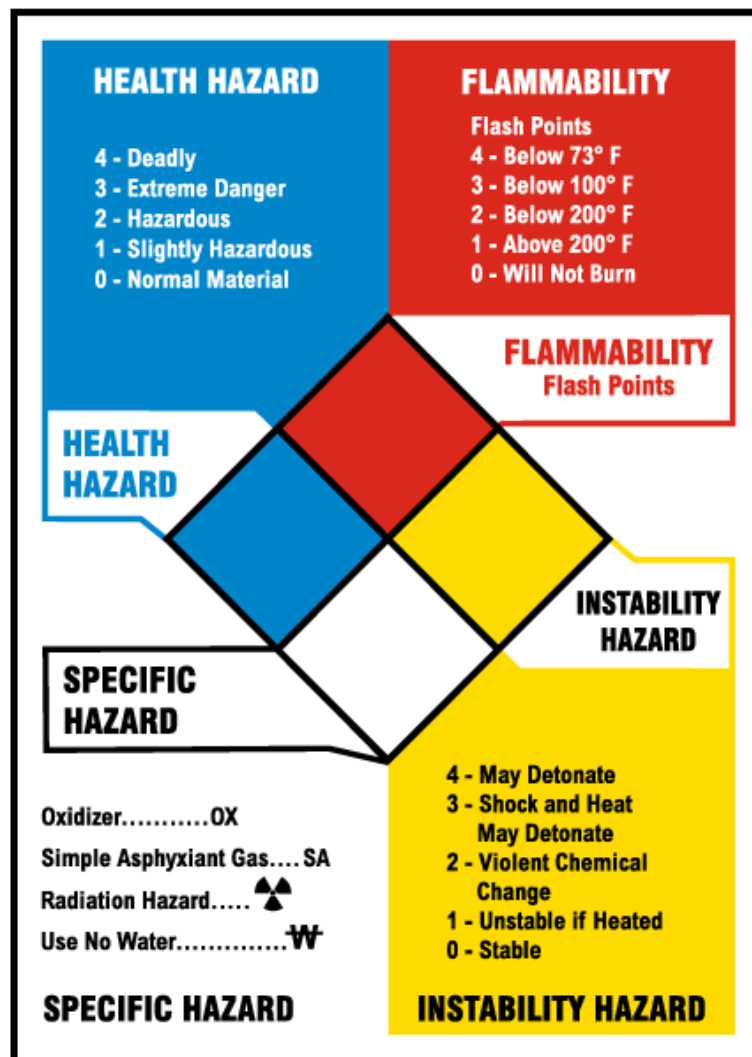 HEALTH HAZARD
4 - Deadly
3 - Extreme Danger
2 - Hazardous
1 - Slightly Hazardous
0 - Normal Material
FLAMMABILITY
Flash Points
4 - Below 73° F
3 - Below 100° F
2 - Below 200° F
1 - Above 200° F
0 - Will Not Burn
FLAMMABILITY
Flash Points
HEALTH
HAZARD
INSTABILITY
HAZARD
SPECIFIC
HAZARD
Oxidizer...........OX
Simple Asphyxiant Gas....SA
Radiation Hazard.....☢
Use No Water..............W̶
SPECIFIC HAZARD
4 - May Detonate
3 - Shock and Heat
May Detonate
2 - Violent Chemical
Change
1 - Unstable if Heated
0 - Stable
INSTABILITY HAZARD